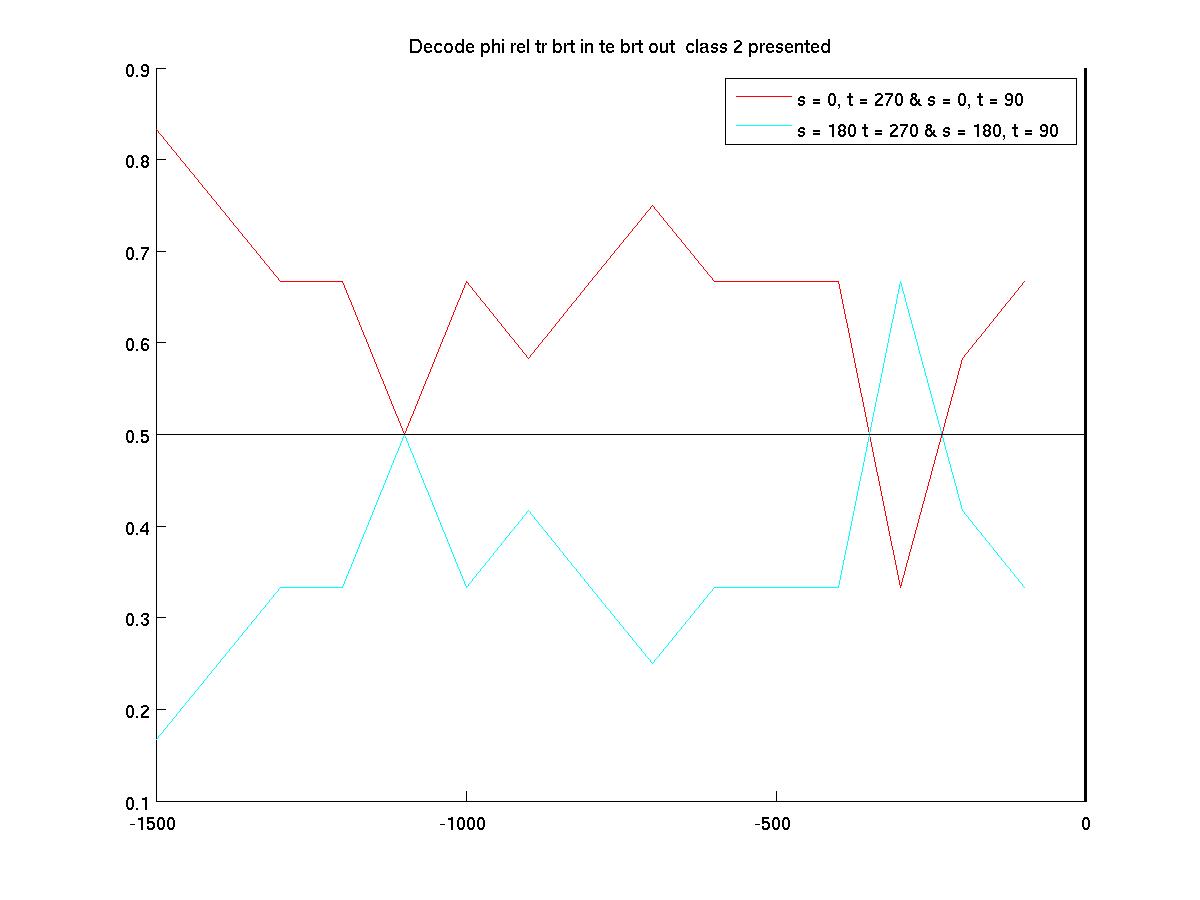 Decode phi rel tr brt in te brt out  class 2 presented
s = 0, t = 270 & s = 0, t = 90
s = 180 t = 270 & s = 180, t = 90
0.9
0.8
0.7
0.6
0.5
0.4
0.3
0.2
0.1
-1500 -1000 -500 0